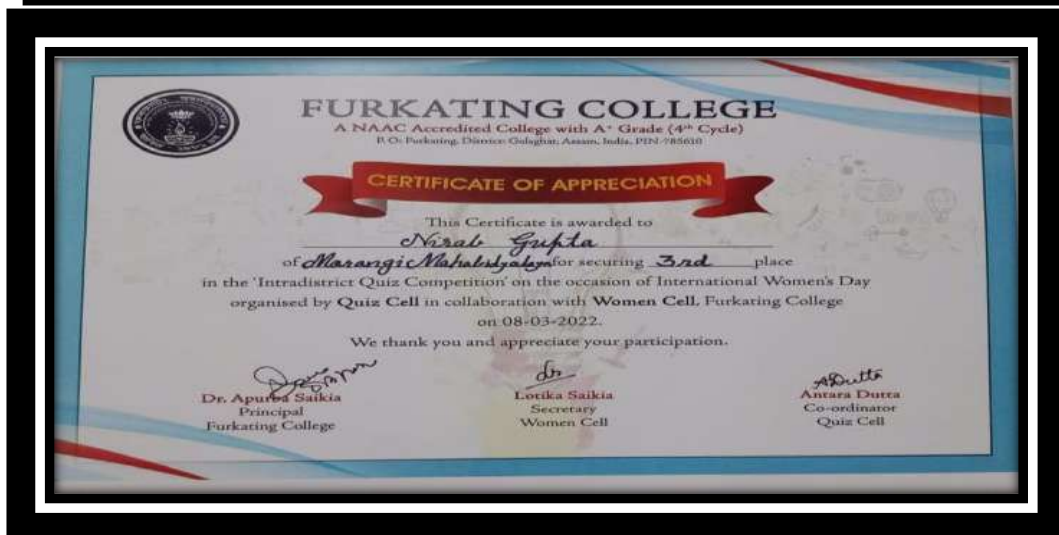 FURKATING COLLEGE
A NAAC Accredited College with A+ Grade (4th Cycle)
P. O: Furkating, District: Golaghat, Assam, India, PIN-785610
CERTIFICATE OF APPRECIATION
This Certificate is awarded to
Nirab Gupta
of Marangi Mahabidyalaya for securing 3rd place
in the 'Intradistrict Quiz Competition' on the occasion of International Women's Day
organised by Quiz Cell in collaboration with Women Cell, Furkating College
on 08-03-2022.
We thank you and appreciate your participation.
ADutta
Dr. Apurba Saikia
Lotika Saikia
Antara Dutta
Principal
Secretary
Co-ordinator
Furkating College
Women Cell
Quiz Cell